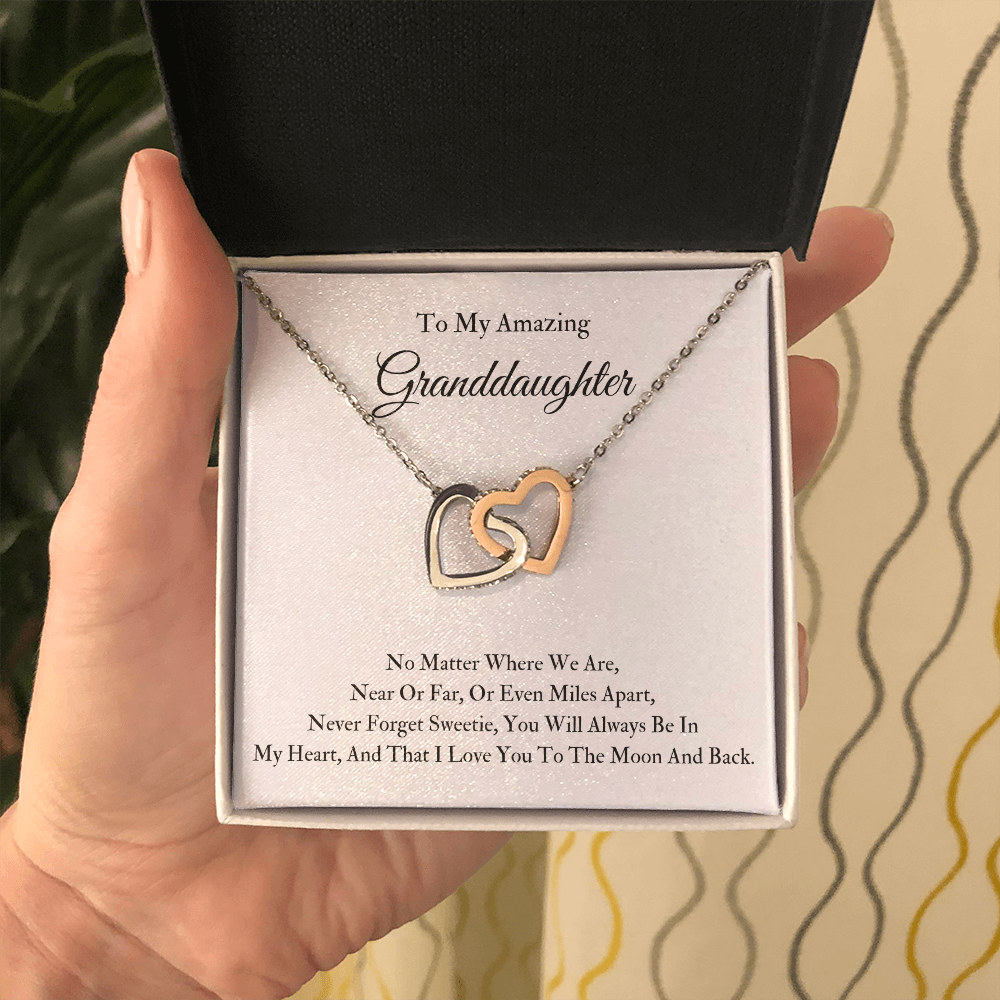 To My Amazing
Granddaughter
No Matter Where We Are,
Near Or Far, Or Even Miles Apart,
Never Forget Sweetie, You Will Always Be In
My Heart, And That I Love You To The Moon And Back.